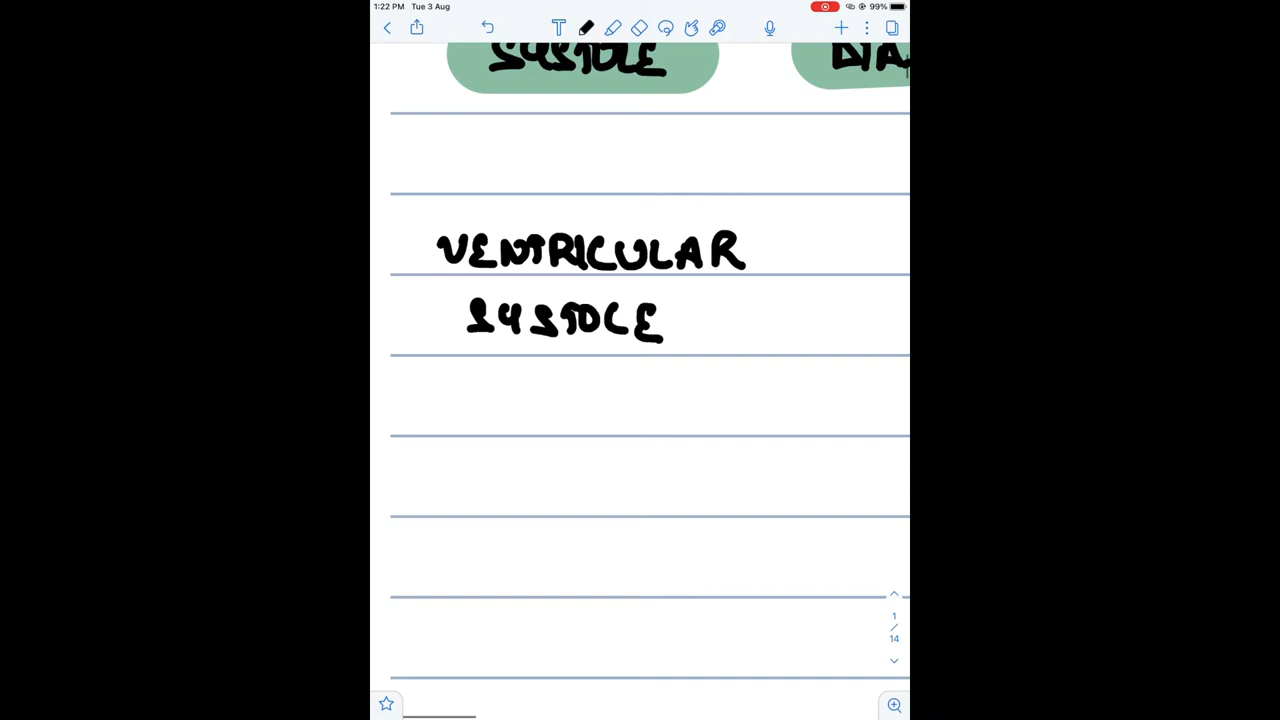 1:22 PM Tue 3 Aug 99%
T
SYSTOLE
VENTRICULAR
SYSTOLE
1
/
14